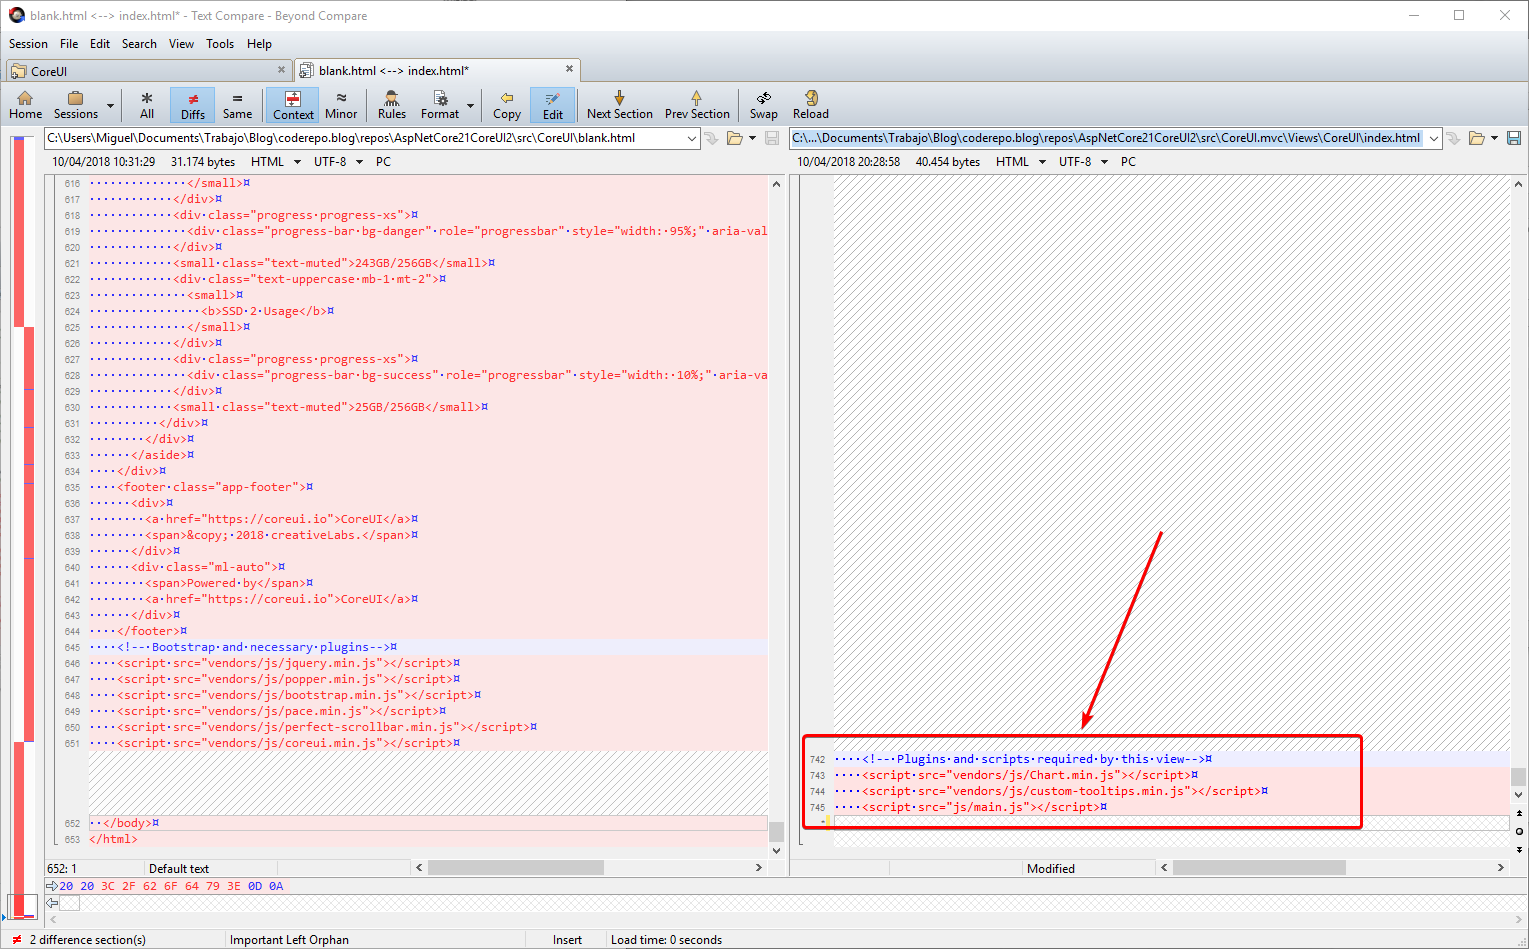 blank.html <--> index.html* - Text Compare - Beyond Compare
Session File Edit Search View Tools Help
CoreUI
blank.html <--> index.html*
Home Sessions All Diffs Same Context Minor Rules Format Copy Edit Next Section Prev Section Swap Reload
C:\Users\Miguel\Documents\Trabajo\Blog\coderepo.blog\repos\AspNetCore21CoreUI2\src\CoreUI\blank.html
C:\...\Documents\Trabajo\Blog\coderepo.blog\repos\AspNetCore21CoreUI2\src\CoreUI.mvc\Views\CoreUI\index.html
10/04/2018 10:31:29 31.174 bytes HTML UTF-8 PC
10/04/2018 20:28:58 40.454 bytes HTML UTF-8 PC
616 ··············</small>¤
617 ············</div>¤
618 ············<div·class="progress·progress-xs">¤
619 ··············<div·class="progress-bar·bg-danger"·role="progressbar"·style="width:·95%;"·aria-val
620 ············</div>¤
621 ············<small·class="text-muted">243GB/256GB</small>¤
622 ············<div·class="text-uppercase·mb-1·mt-2">¤
623 ··············<small>¤
624 ················<b>SSD·2·Usage</b>¤
625 ··············</small>¤
626 ············</div>¤
627 ············<div·class="progress·progress-xs">¤
628 ··············<div·class="progress-bar·bg-success"·role="progressbar"·style="width:·10%;"·aria-va
629 ············</div>¤
630 ············<small·class="text-muted">25GB/256GB</small>¤
631 ··········</div>¤
632 ········</div>¤
633 ······</aside>¤
634 ····</div>¤
635 ····<footer·class="app-footer">¤
636 ······<div>¤
637 ········<a·href="https://coreui.io">CoreUI</a>¤
638 ········<span>&copy;·2018·creativeLabs.</span>¤
639 ······</div>¤
640 ······<div·class="ml-auto">¤
641 ········<span>Powered·by</span>¤
642 ········<a·href="https://coreui.io">CoreUI</a>¤
643 ······</div>¤
644 ····</footer>¤
645 ····<!--·Bootstrap·and·necessary·plugins-->¤
646 ····<script·src="vendors/js/jquery.min.js"></script>¤
647 ····<script·src="vendors/js/popper.min.js"></script>¤
648 ····<script·src="vendors/js/bootstrap.min.js"></script>¤
649 ····<script·src="vendors/js/pace.min.js"></script>¤
650 ····<script·src="vendors/js/perfect-scrollbar.min.js"></script>¤
651 ····<script·src="vendors/js/coreui.min.js"></script>¤
652 ··</body>¤
653 </html>
742 ····<!--·Plugins·and·scripts·required·by·this·view-->¤
743 ····<script·src="vendors/js/Chart.min.js"></script>¤
744 ····<script·src="vendors/js/custom-tooltips.min.js"></script>¤
745 ····<script·src="js/main.js"></script>¤
652: 1 Default text
Modified
20 20 3C 2F 62 6F 64 79 3E 0D 0A
2 difference section(s) Important Left Orphan Insert Load time: 0 seconds